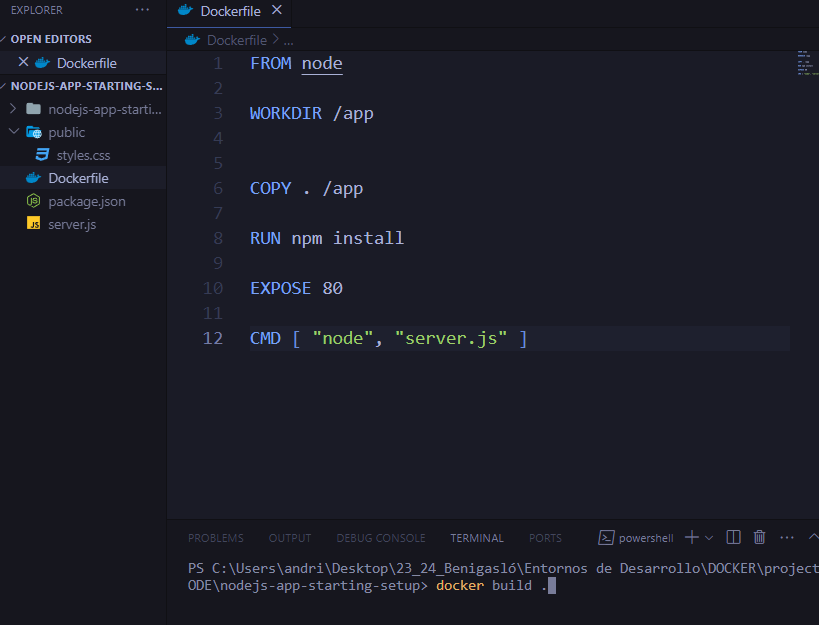 EXPLORER
OPEN EDITORS
Dockerfile
NODEJS-APP-STARTING-S...
nodejs-app-starti...
public
styles.css
Dockerfile
package.json
server.js
Dockerfile
Dockerfile > ...
1 FROM node
2
3 WORKDIR /app
4
5
6 COPY . /app
7
8 RUN npm install
9
10 EXPOSE 80
11
12 CMD [ "node", "server.js" ]
PROBLEMS OUTPUT DEBUG CONSOLE TERMINAL PORTS powershell
PS C:\Users\andri\Desktop\23_24_Benigasló\Entornos de Desarrollo\DOCKER\project
ODE\nodejs-app-starting-setup> docker build .